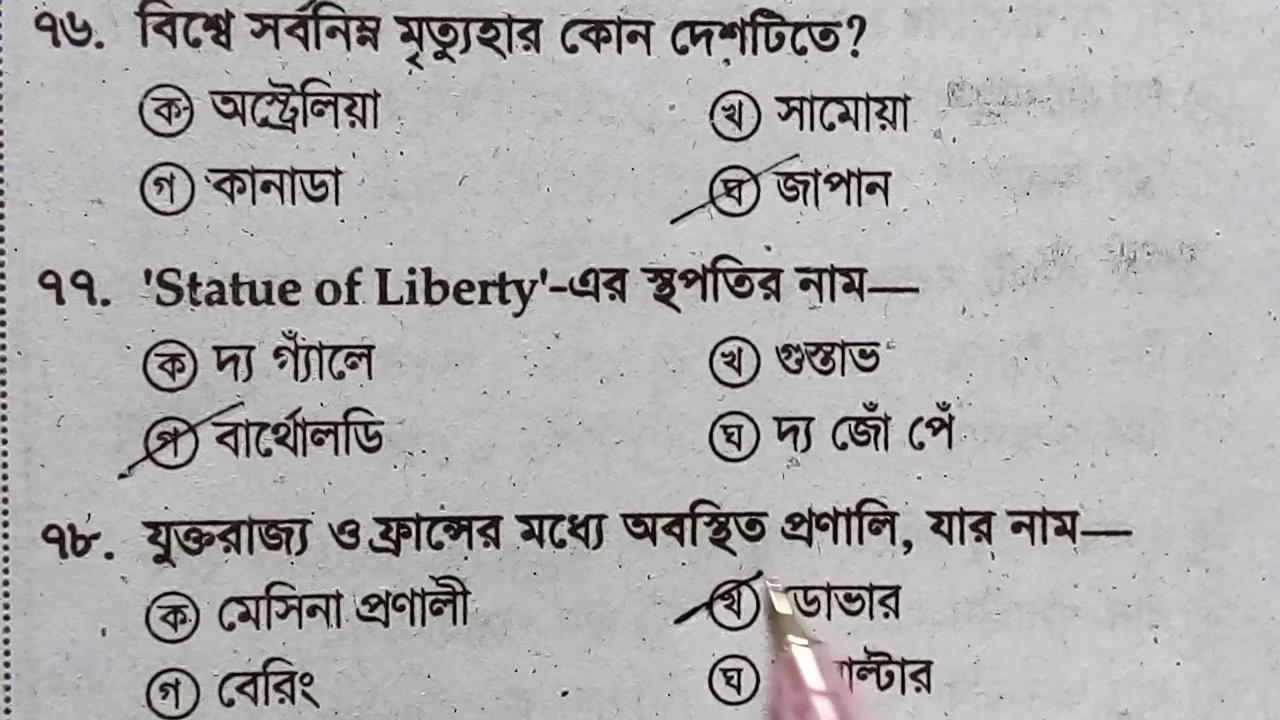 ৭৬. বিশ্বে সর্বনিম্ন মৃত্যুহার কোন দেশটিতে?
ক অস্ট্রেলিয়া খ সামোয়া
গ কানাডা ঘ জাপান
৭৭. 'Statue of Liberty'-এর স্থপতির নাম—
ক দ্য গ্যাঁলে খ গুস্তাভ
গ বার্থোলডি ঘ দ্য জোঁ পেঁ
৭৮. যুক্তরাজ্য ও ফ্রান্সের মধ্যে অবস্থিত প্রণালি, যার নাম—
ক মেসিনা প্রণালী খ ডাভার
গ বেরিং ঘ